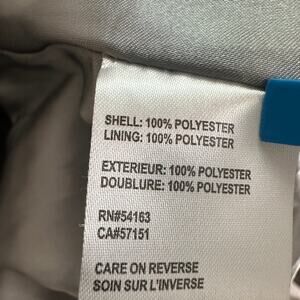 SHELL: 100% POLYESTER
LINING: 100% POLYESTER
EXTERIEUR: 100% POLYESTER
DOUBLURE: 100% POLYESTER
RN#54163
CA#57151
CARE ON REVERSE
SOIN SUR L'INVERSE